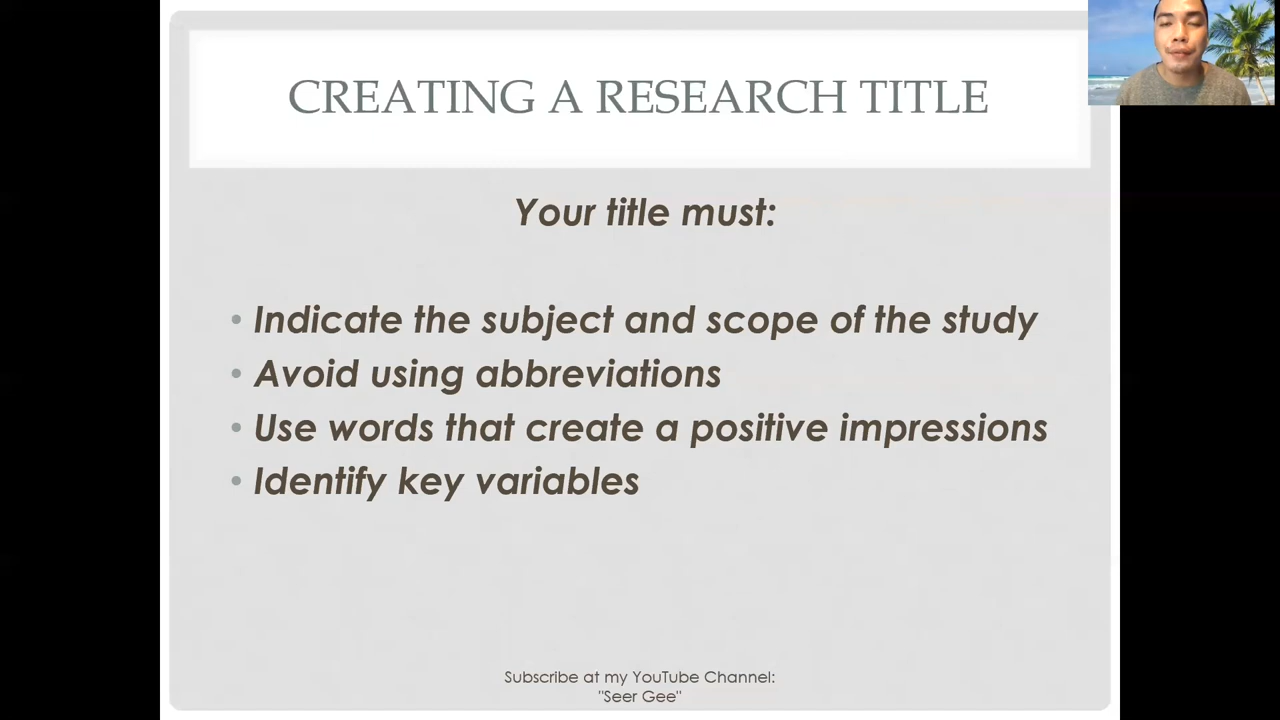 CREATING A RESEARCH TITLE
Your title must:
• Indicate the subject and scope of the study
• Avoid using abbreviations
• Use words that create a positive impressions
• Identify key variables
Subscribe at my YouTube Channel:
"Seer Gee"